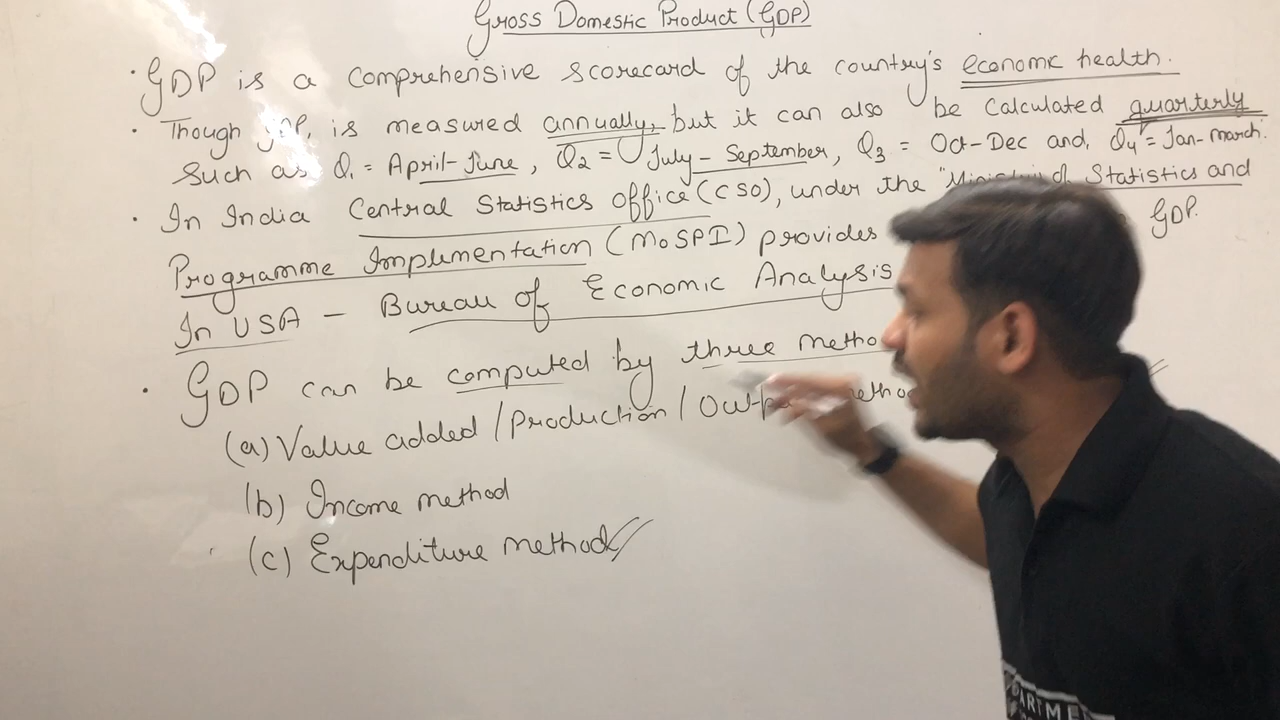 Gross Domestic Product (GDP)
• GDP is a comprehensive scorecard of the country's economic health.
• Though GDP, is measured annually, but it can also be calculated quarterly
such as Q1 = April-June, Q2 = July-September, Q3 = Oct-Dec and, Q4 = Jan-march.
• In India Central Statistics office (CSO), under the "Ministry of Statistics and
Programme Implementation (MoSPI) provides GDP.
In USA - Bureau of Economic Analysis
• GDP can be computed by three
(a) Value added / production /
(b) Income method
(c) Expenditure method
ARTME